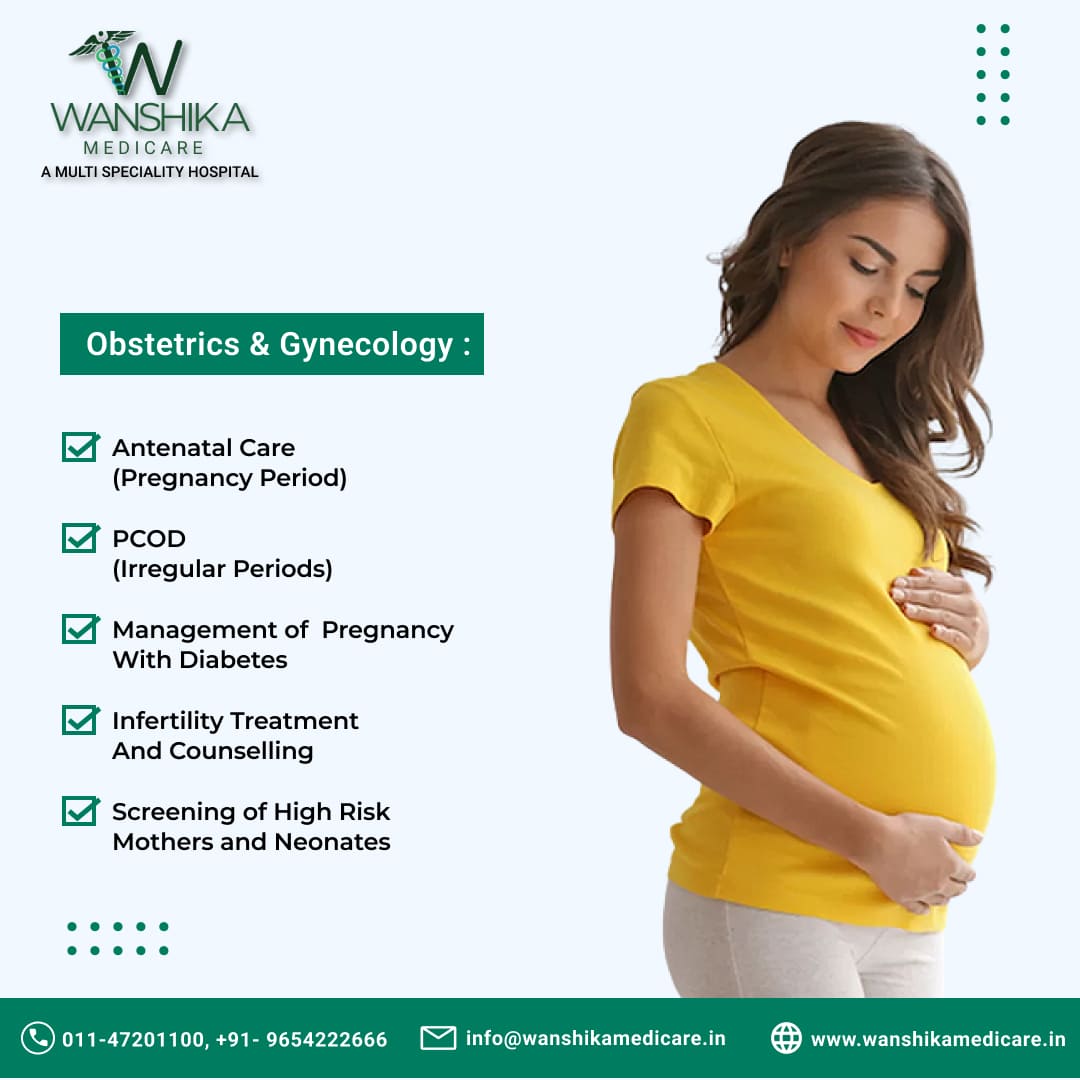 W
WANSHIKA
MEDICARE
A MULTI SPECIALITY HOSPITAL
Obstetrics & Gynecology :
Antenatal Care
(Pregnancy Period)
PCOD
(Irregular Periods)
Management of  Pregnancy
With Diabetes
Infertility Treatment
And Counselling
Screening of High Risk
Mothers and Neonates
011-47201100, +91- 9654222666
info@wanshikamedicare.in
www.wanshikamedicare.in